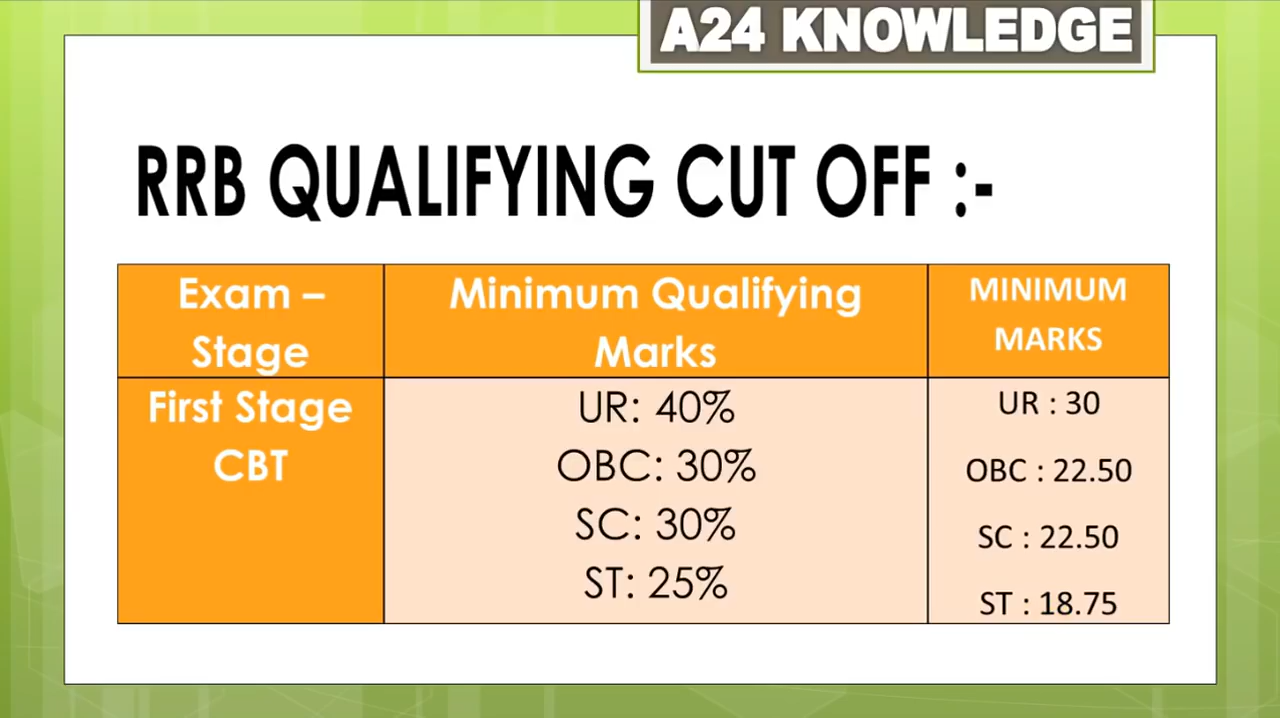 A24 KNOWLEDGE
RRB QUALIFYING CUT OFF :-
Exam –
Stage
Minimum Qualifying
Marks
MINIMUM
MARKS
First Stage
CBT
UR: 40%
OBC: 30%
SC: 30%
ST: 25%
UR : 30
OBC : 22.50
SC : 22.50
ST : 18.75